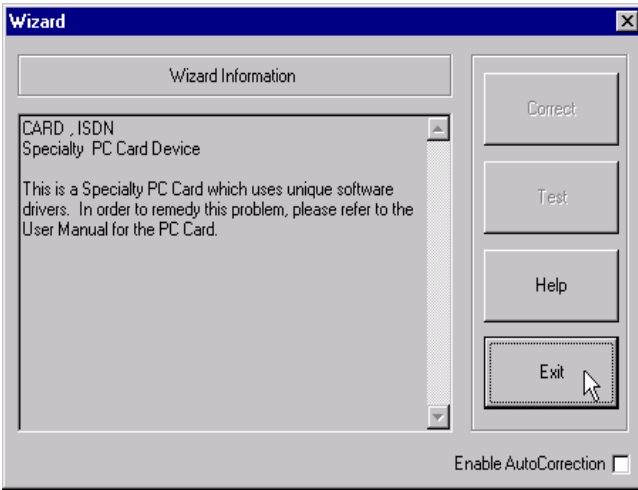 Wizard
Wizard Information
CARD , ISDN
Specialty PC Card Device
This is a Specialty PC Card which uses unique software
drivers. In order to remedy this problem, please refer to the
User Manual for the PC Card.
Correct
Test
Help
Exit
Enable AutoCorrection